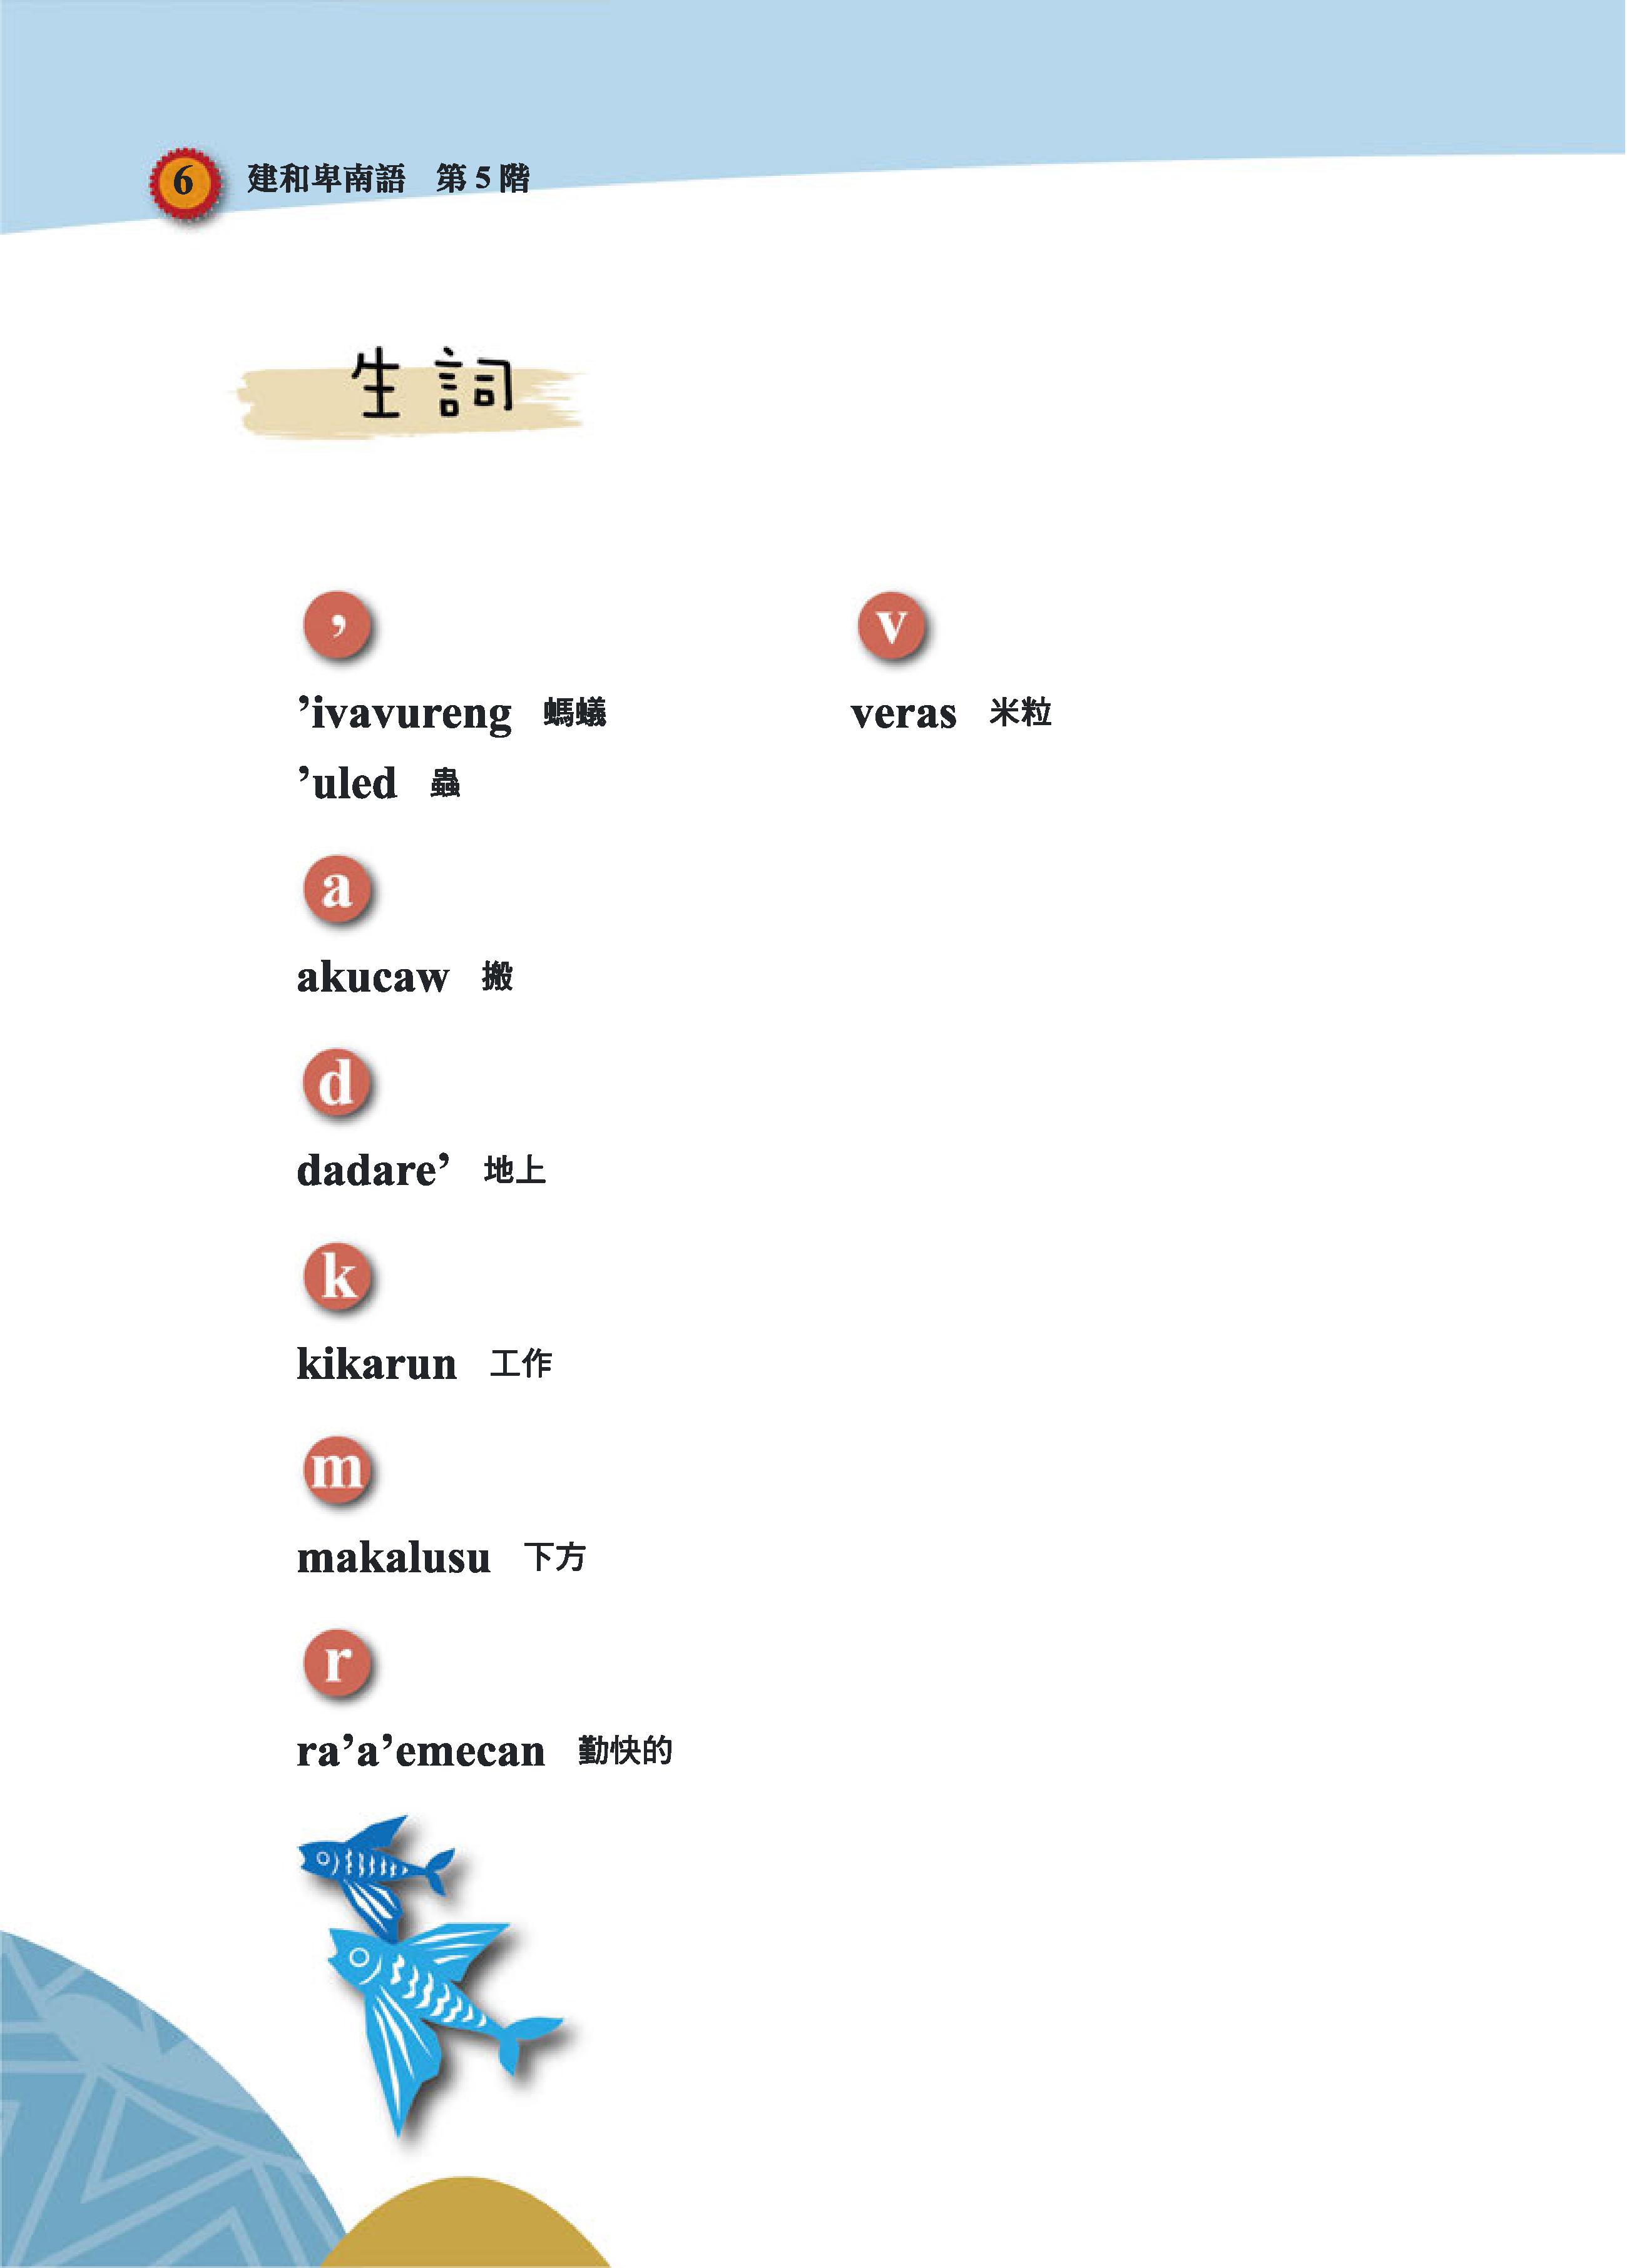 6 建和卑南語 第 5 階
生詞
’
’ivavureng 螞蟻
’uled 蟲
a
akucaw 搬
d
dadare’ 地上
k
kikarun 工作
m
makalusu 下方
r
ra’a’emecan 勤快的
v
veras 米粒